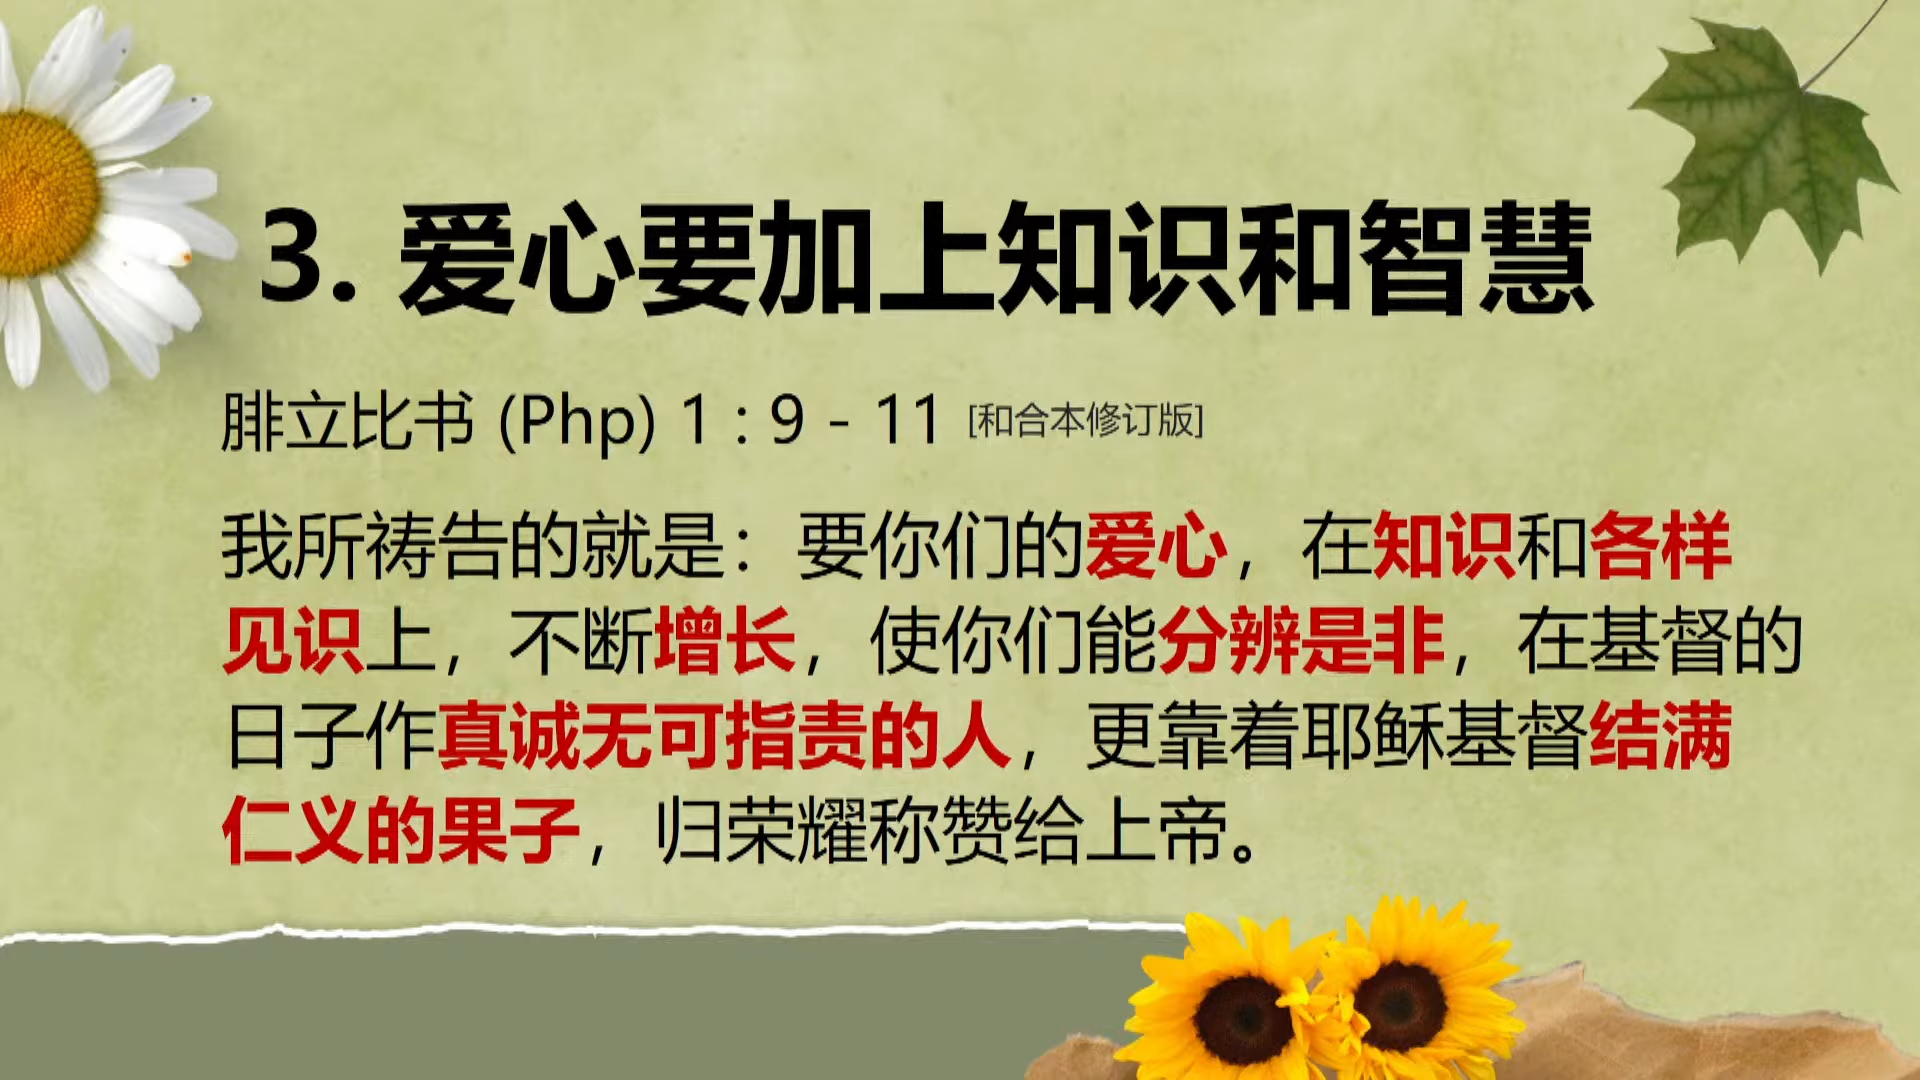 3. 爱心要加上知识和智慧
腓立比书 (Php) 1 : 9 - 11 [和合本修订版]
我所祷告的就是：要你们的爱心，在知识和各样
见识上，不断增长，使你们能分辨是非，在基督的
日子作真诚无可指责的人，更靠着耶稣基督结满
仁义的果子，归荣耀称赞给上帝。